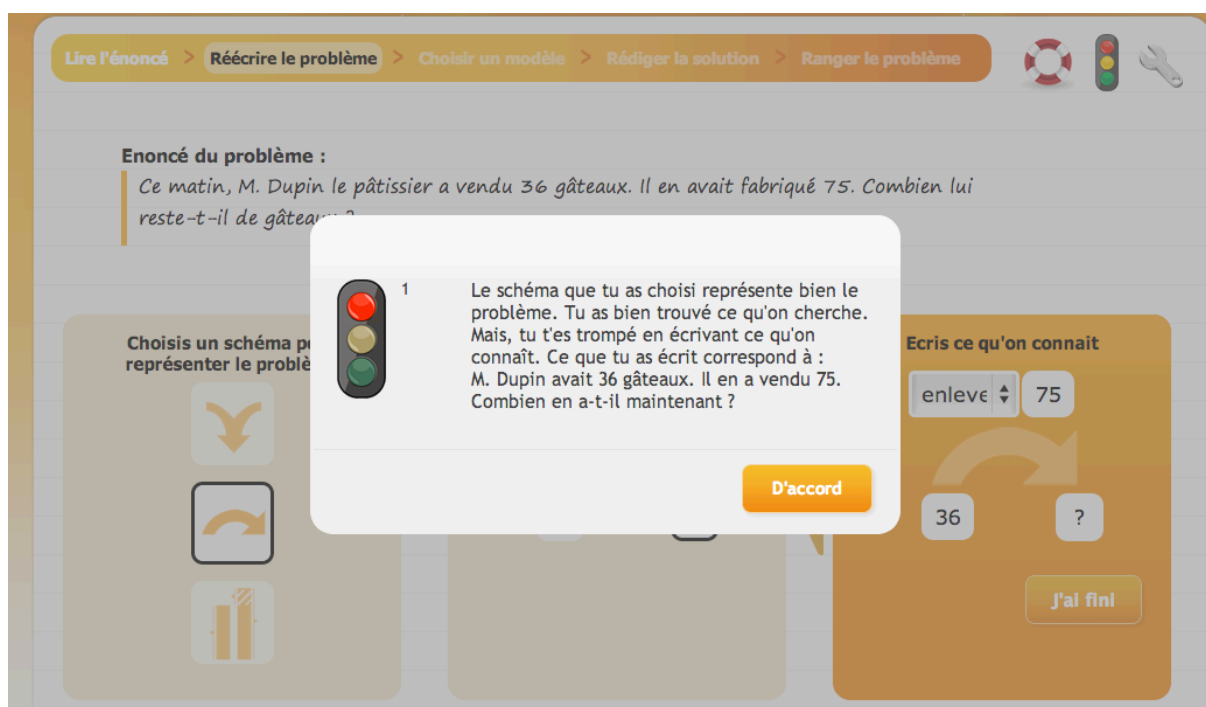 Lire l'énoncé > Réécrire le problème > Choisir un modèle > Rédiger la solution > Ranger le problème
Enoncé du problème :
Ce matin, M. Dupin le pâtissier a vendu 36 gâteaux. Il en avait fabriqué 75. Combien lui
reste-t-il de gâteaux ?
Choisis un schéma
représenter le
1
Le schéma que tu as choisi représente bien le
problème. Tu as bien trouvé ce qu'on cherche.
Mais, tu t'es trompé en écrivant ce qu'on
connaît. Ce que tu as écrit correspond à :
M. Dupin avait 36 gâteaux. Il en a vendu 75.
Combien en a-t-il maintenant ?
D'accord
Ecris ce qu'on connait
enleve 75
36 ?
J'ai fini